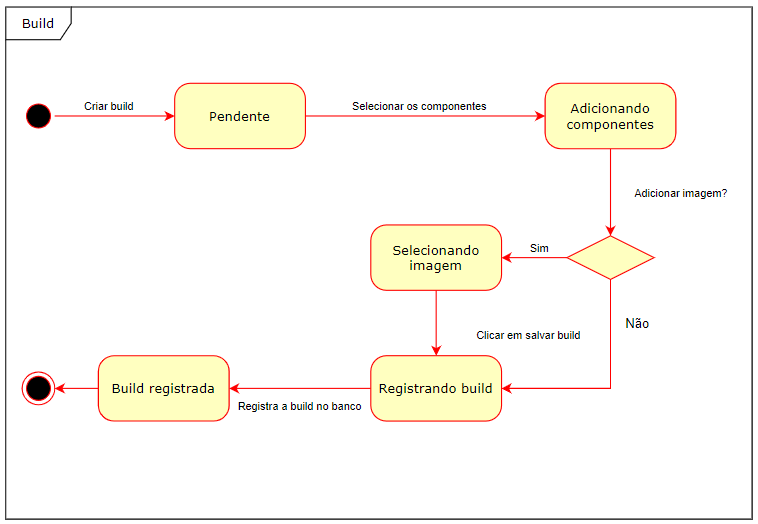 Build
Criar build
Pendente
Selecionar os componentes
Adicionando
componentes
Adicionar imagem?
Sim
Selecionando
imagem
Não
Clicar em salvar build
Registrando build
Registra a build no banco
Build registrada